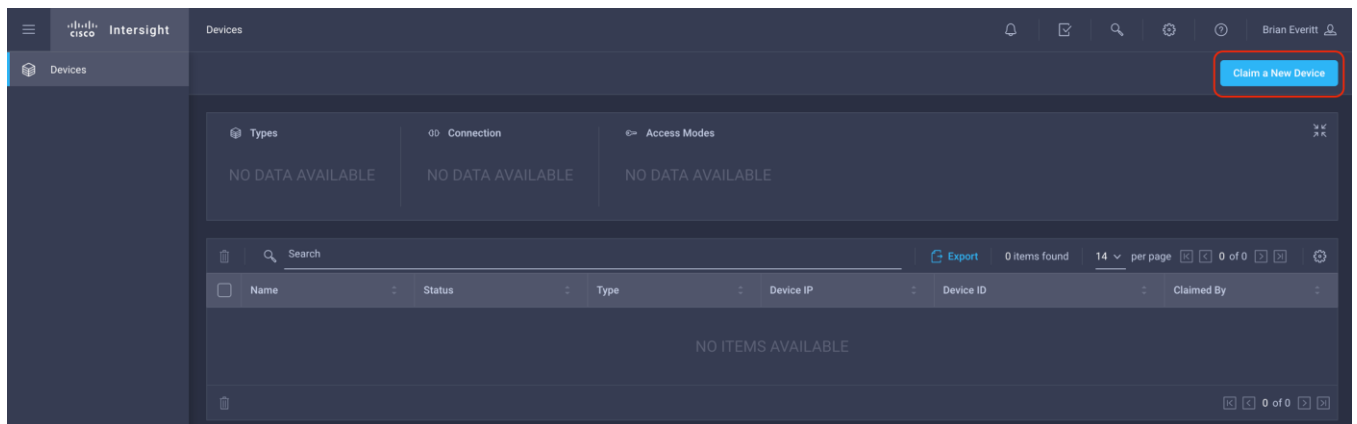 cisco Intersight Devices Brian Everitt
Devices
Claim a New Device
Types Connection Access Modes
NO DATA AVAILABLE NO DATA AVAILABLE NO DATA AVAILABLE
Search Export 0 items found 14 per page 0 of 0
Name Status Type Device IP Device ID Claimed By
NO ITEMS AVAILABLE
0 of 0